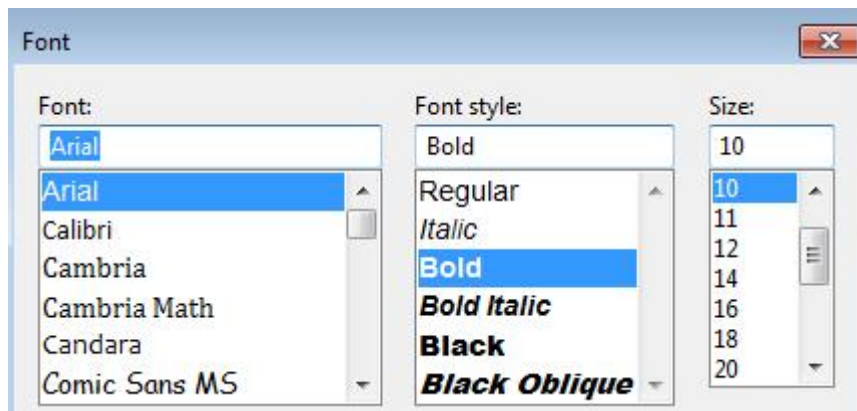 Font
Font:
Arial
Arial
Calibri
Cambria
Cambria Math
Candara
Comic Sans MS
Font style:
Bold
Regular
Italic
Bold
Bold Italic
Black
Black Oblique
Size:
10
10
11
12
14
16
18
20